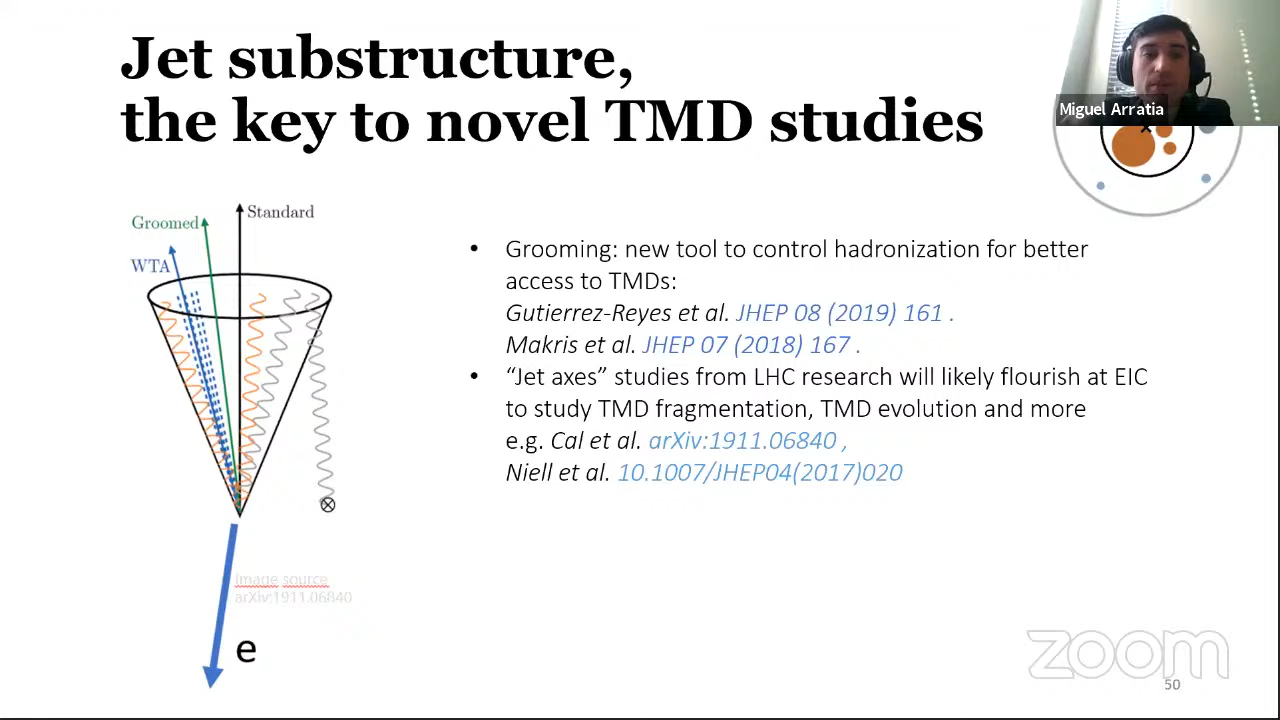 Jet substructure,
the key to novel TMD studies
Miguel Arratia
Groomed
Standard
WTA
• Grooming: new tool to control hadronization for better
access to TMDs:
Gutierrez-Reyes et al. JHEP 08 (2019) 161 .
Makris et al. JHEP 07 (2018) 167 .
• “Jet axes” studies from LHC research will likely flourish at EIC
to study TMD fragmentation, TMD evolution and more
e.g. Cal et al. arXiv:1911.06840 ,
Niell et al. 10.1007/JHEP04(2017)020
Image source
arXiv:1911.06840
e
zoom
50